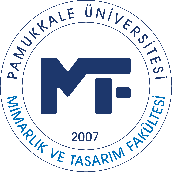 PAMUKKALE ÜNİVERSİTESİ
MF
2007
MİMARLIK VE TASARIM FAKÜLTESİ